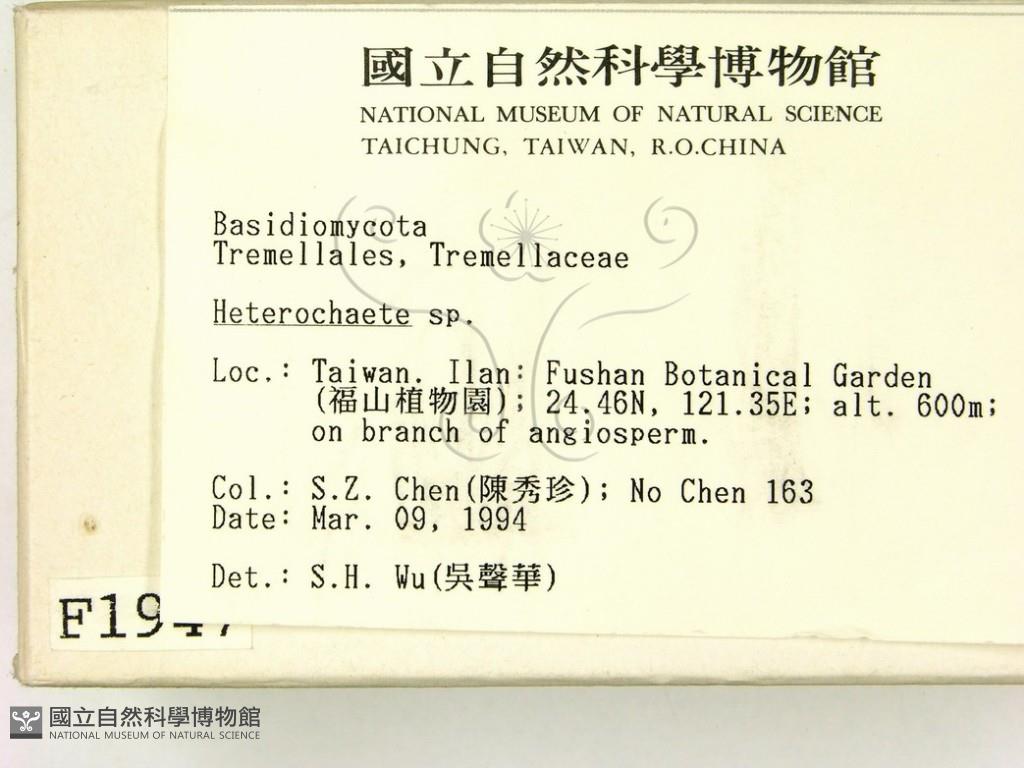 國立自然科學博物館
NATIONAL MUSEUM OF NATURAL SCIENCE
TAICHUNG, TAIWAN, R.O.CHINA
Basidiomycota
Tremellales, Tremellaceae
Heterochaete sp.
Loc.: Taiwan. Ilan: Fushan Botanical Garden
(福山植物園); 24.46N, 121.35E; alt. 600m;
on branch of angiosperm.
Col.: S.Z. Chen(陳秀珍); No Chen 163
Date: Mar. 09, 1994
Det.: S.H. Wu(吳聲華)
國立自然科學博物館
NATIONAL MUSEUM OF NATURAL SCIENCE